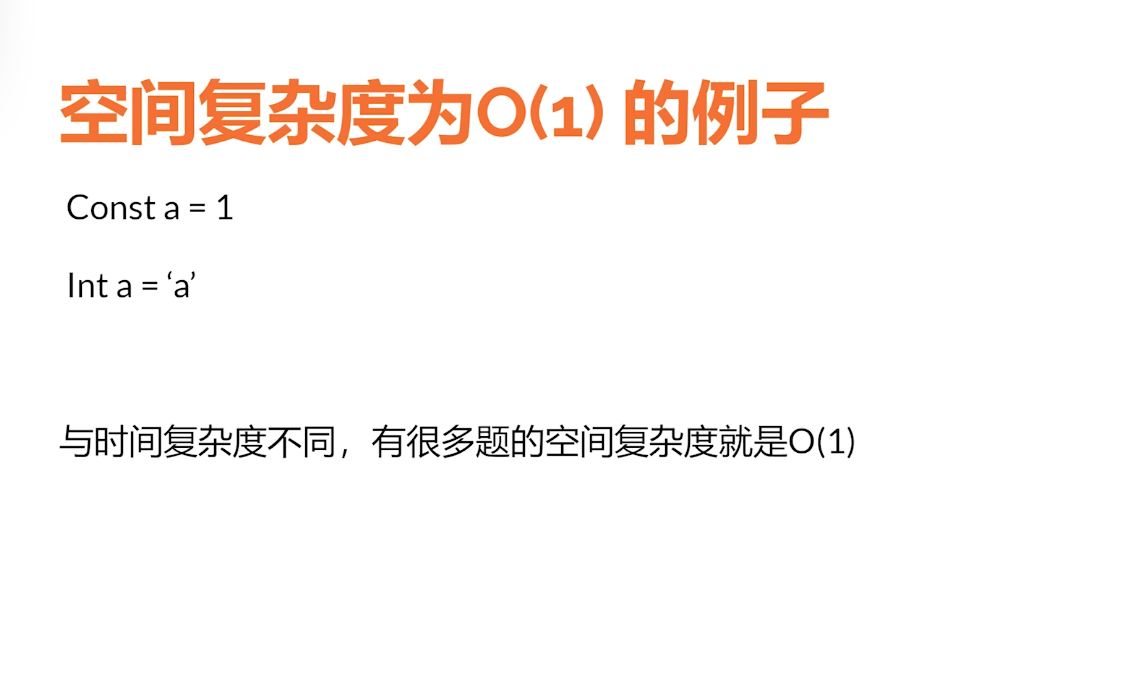 空间复杂度为O(1) 的例子
Const a = 1
Int a = ‘a’
与时间复杂度不同，有很多题的空间复杂度就是O(1)